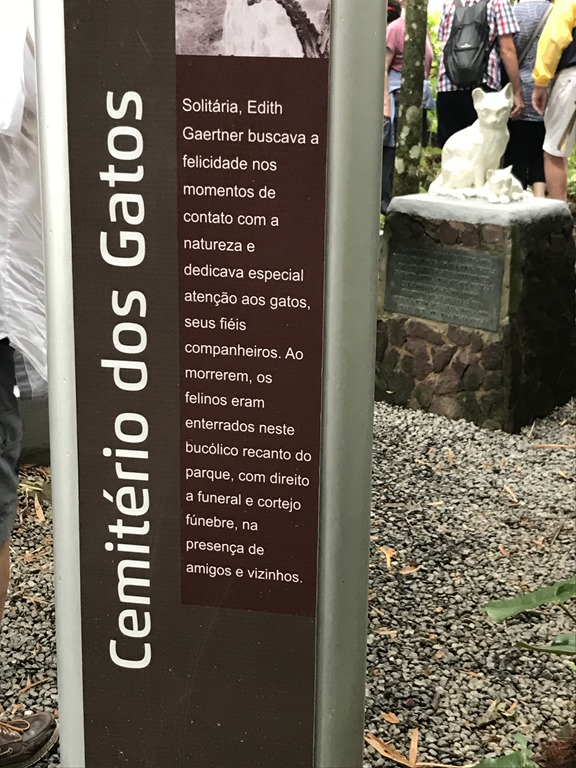 Cemitério dos Gatos
Solitária, Edith
Gaertner buscava a
felicidade nos
momentos de
contato com a
natureza e
dedicava especial
atenção aos gatos,
seus fiéis
companheiros. Ao
morrerem, os
felinos eram
enterrados neste
bucólico recanto do
parque, com direito
a funeral e cortejo
fúnebre, na
presença de
amigos e vizinhos.